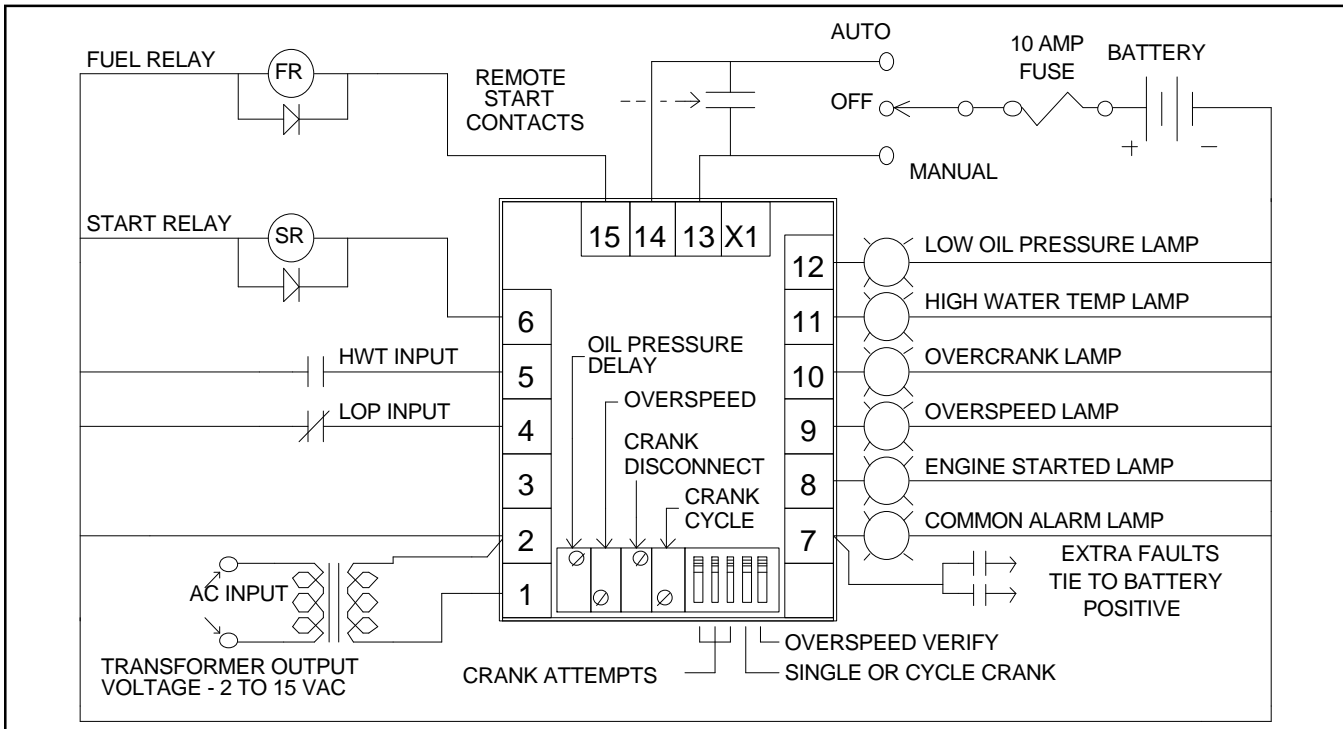 FUEL RELAY
FR
REMOTE
START
CONTACTS
AUTO
OFF
MANUAL
10 AMP
FUSE
BATTERY
+
−
START RELAY
SR
15 14 13 X1
12
LOW OIL PRESSURE LAMP
11
HIGH WATER TEMP LAMP
10
OVERCRANK LAMP
9
OVERSPEED LAMP
8
ENGINE STARTED LAMP
7
COMMON ALARM LAMP
EXTRA FAULTS
TIE TO BATTERY
POSITIVE
6
HWT INPUT
5
LOP INPUT
4
3
2
1
OIL PRESSURE
DELAY
OVERSPEED
CRANK
DISCONNECT
CRANK
CYCLE
AC INPUT
TRANSFORMER OUTPUT
VOLTAGE - 2 TO 15 VAC
CRANK ATTEMPTS
OVERSPEED VERIFY
SINGLE OR CYCLE CRANK